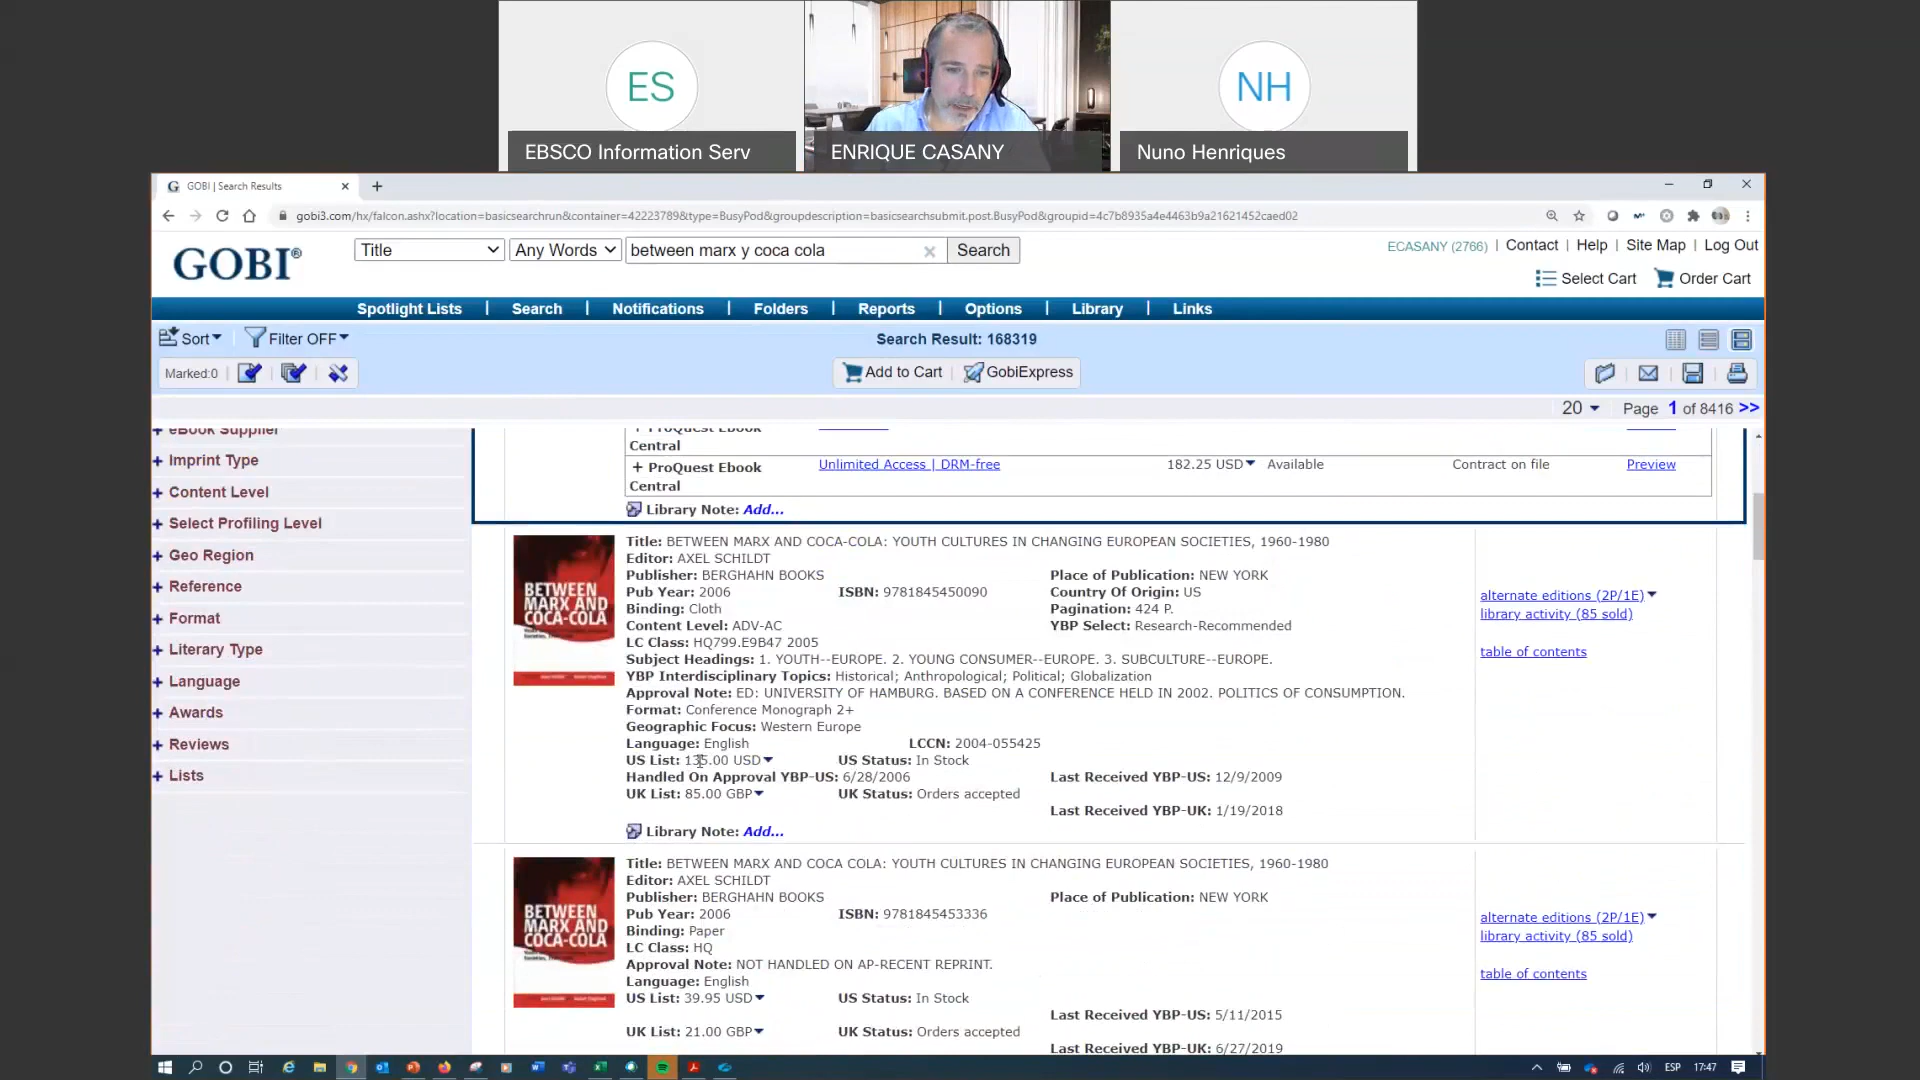 ES
NH
EBSCO Information Serv
ENRIQUE CASANY
Nuno Henriques
G GOBI | Search Results
gobi3.com/hx/falcon.ashx?location=basicsearchrun&container=42223789&type=BusyPod&groupdescription=basicsearchsubmit.post.BusyPod&groupid=4c7b8935a4e4463b9a21621452caed02
GOBI®
Title
Any Words
between marx y coca cola
Search
ECASANY (2766) | Contact | Help | Site Map | Log Out
Select Cart
Order Cart
Spotlight Lists | Search | Notifications | Folders | Reports | Options | Library | Links
Sort
Filter OFF
Search Result: 168319
Marked:0
Add to Cart
GobiExpress
20
Page 1 of 8416 >>
+ eBook Supplier
+ Imprint Type
+ Content Level
+ Select Profiling Level
+ Geo Region
+ Reference
+ Format
+ Literary Type
+ Language
+ Awards
+ Reviews
+ Lists
+ ProQuest Ebook
Central
+ ProQuest Ebook
Central
Unlimited Access | DRM-free
182.25 USD
Available
Contract on file
Preview
Library Note: Add...
BETWEEN
MARX AND
COCA-COLA
Title: BETWEEN MARX AND COCA-COLA: YOUTH CULTURES IN CHANGING EUROPEAN SOCIETIES, 1960-1980
Editor: AXEL SCHILDT
Publisher: BERGHAHN BOOKS
Place of Publication: NEW YORK
Pub Year: 2006
ISBN: 9781845450090
Country Of Origin: US
Binding: Cloth
Pagination: 424 P.
Content Level: ADV-AC
YBP Select: Research-Recommended
LC Class: HQ799.E9B47 2005
Subject Headings: 1. YOUTH--EUROPE. 2. YOUNG CONSUMER--EUROPE. 3. SUBCULTURE--EUROPE.
YBP Interdisciplinary Topics: Historical; Anthropological; Political; Globalization
Approval Note: ED: UNIVERSITY OF HAMBURG. BASED ON A CONFERENCE HELD IN 2002. POLITICS OF CONSUMPTION.
Format: Conference Monograph 2+
Geographic Focus: Western Europe
Language: English
LCCN: 2004-055425
US List: 135.00 USD
US Status: In Stock
Handled On Approval YBP-US: 6/28/2006
Last Received YBP-US: 12/9/2009
UK List: 85.00 GBP
UK Status: Orders accepted
Last Received YBP-UK: 1/19/2018
Library Note: Add...
alternate editions (2P/1E)
library activity (85 sold)
table of contents
BETWEEN
MARX AND
COCA-COLA
Title: BETWEEN MARX AND COCA COLA: YOUTH CULTURES IN CHANGING EUROPEAN SOCIETIES, 1960-1980
Editor: AXEL SCHILDT
Publisher: BERGHAHN BOOKS
Place of Publication: NEW YORK
Pub Year: 2006
ISBN: 9781845453336
Binding: Paper
LC Class: HQ
Approval Note: NOT HANDLED ON AP-RECENT REPRINT.
Language: English
US List: 39.95 USD
US Status: In Stock
Last Received YBP-US: 5/11/2015
UK List: 21.00 GBP
UK Status: Orders accepted
Last Received YBP-UK: 6/27/2019
alternate editions (2P/1E)
library activity (85 sold)
table of contents
ESP
17:47